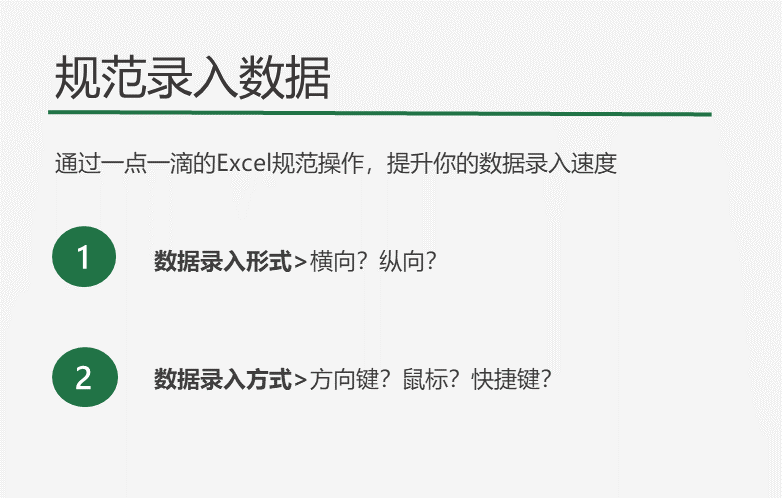 规范录入数据
通过一点一滴的Excel规范操作，提升你的数据录入速度
1
数据录入形式>横向？纵向？
2
数据录入方式>方向键？鼠标？快捷键？